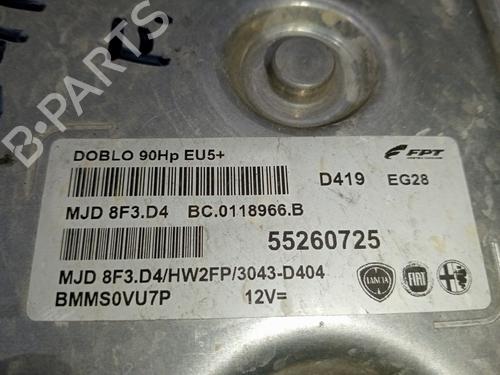 B-PARTS
DOBLO 90Hp EU5+
FPT
D419 EG28
MJD 8F3.D4 BC.0118966.B
55260725
MJD 8F3.D4/HW2FP/3043-D404
BMMS0VU7P 12V=
LANCIA FIAT